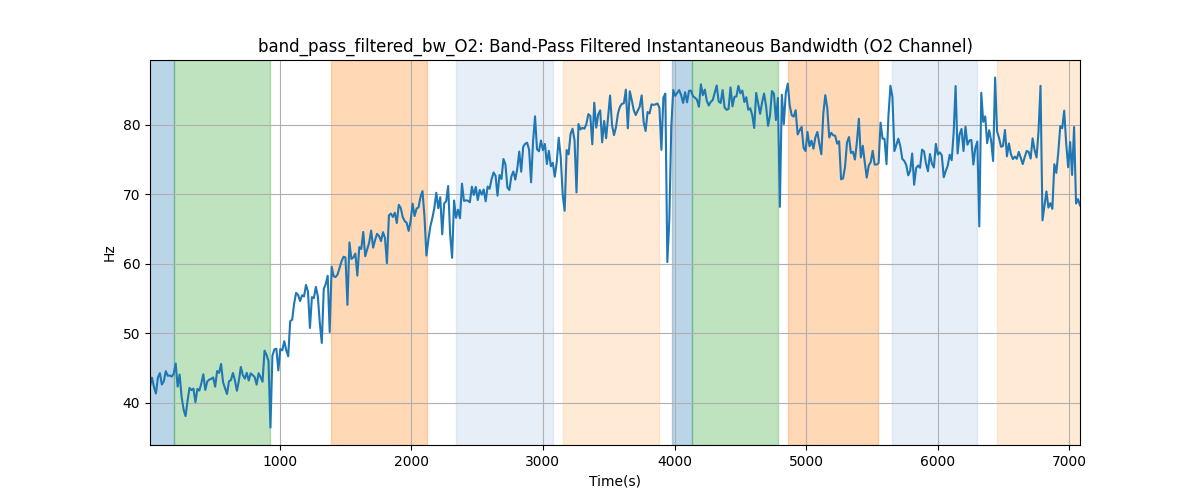 band_pass_filtered_bw_O2: Band-Pass Filtered Instantaneous Bandwidth (O2 Channel)
80
70
60
50
40
Hz
1000 2000 3000 4000 5000 6000 7000
Time(s)